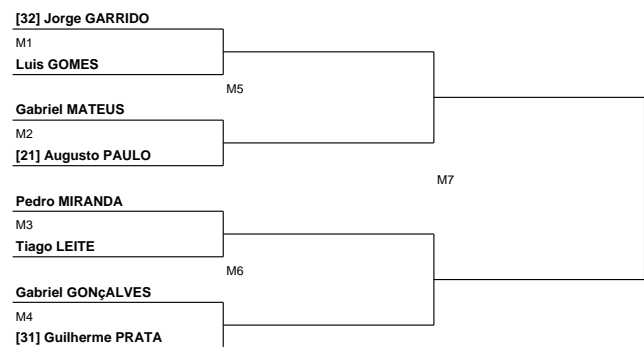 [32] Jorge GARRIDO
M1
Luis GOMES
M5
Gabriel MATEUS
M2
[21] Augusto PAULO
M7
Pedro MIRANDA
M3
Tiago LEITE
M6
Gabriel GONçALVES
M4
[31] Guilherme PRATA